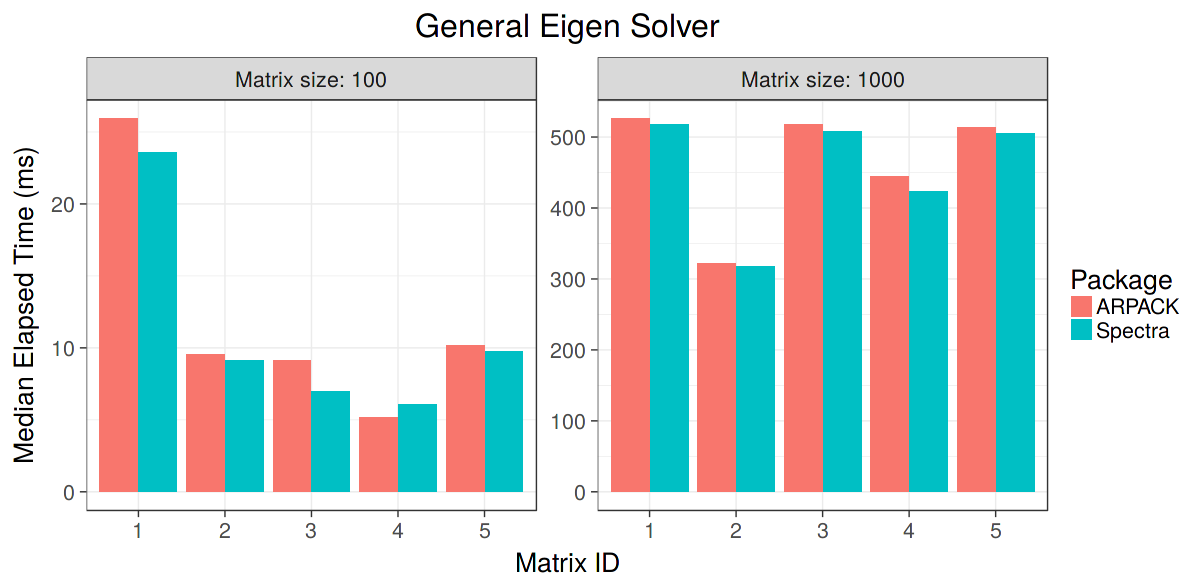 General Eigen Solver
Matrix size: 100
Matrix size: 1000
Median Elapsed Time (ms)
20
10
0
500
400
300
200
100
0
1 2 3 4 5
1 2 3 4 5
Matrix ID
Package
ARPACK
Spectra